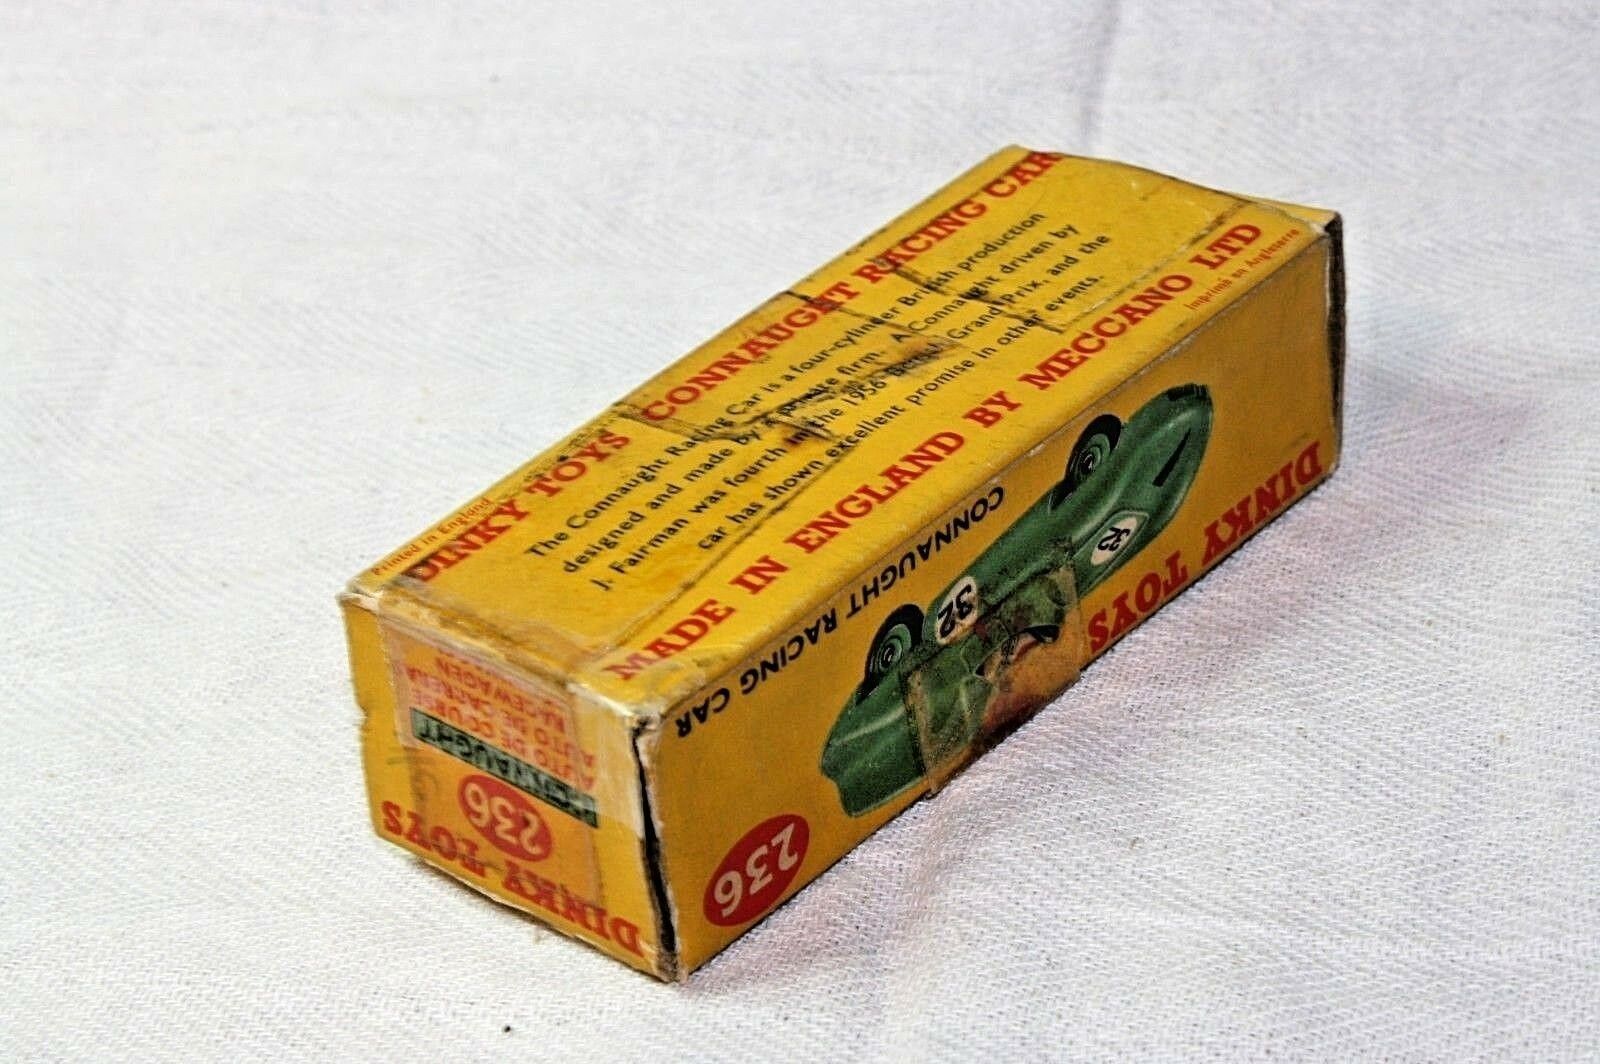 Printed in England
DINKY TOYS CONNAUGHT RACING CAR
The Connaught Racing Car is a four-cylinder British production
designed and made by a private firm. A Connaught driven by
J. Fairman was fourth in the 1956 British Grand Prix, and the
car has shown excellent promise in other events.
MADE IN ENGLAND BY MECCANO LTD
Imprimé en Angleterre
DINKY TOYS
CONNAUGHT RACING CAR
32
32
236
DINKY TOYS
236
CONNAUGHT
AUTO DE COURSE
AUTO DE CARRERA
RACEWAGEN